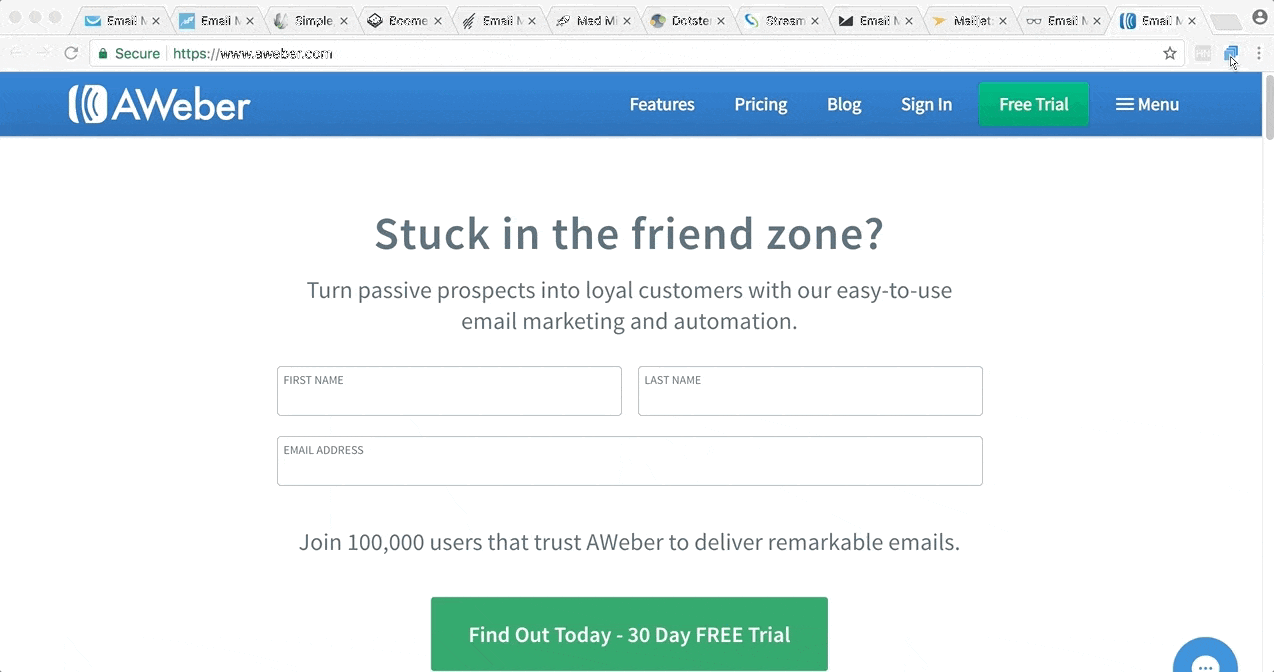 Email M
Email M
Simple
Boome
Email M
Mad Mi
Dotster
Stream
Email M
Mailjet:
Email M
Email M
Secure https://www.aweber.com
AWeber
Features Pricing Blog Sign In Free Trial Menu
Stuck in the friend zone?
Turn passive prospects into loyal customers with our easy-to-use
email marketing and automation.
FIRST NAME LAST NAME
EMAIL ADDRESS
Join 100,000 users that trust AWeber to deliver remarkable emails.
Find Out Today - 30 Day FREE Trial